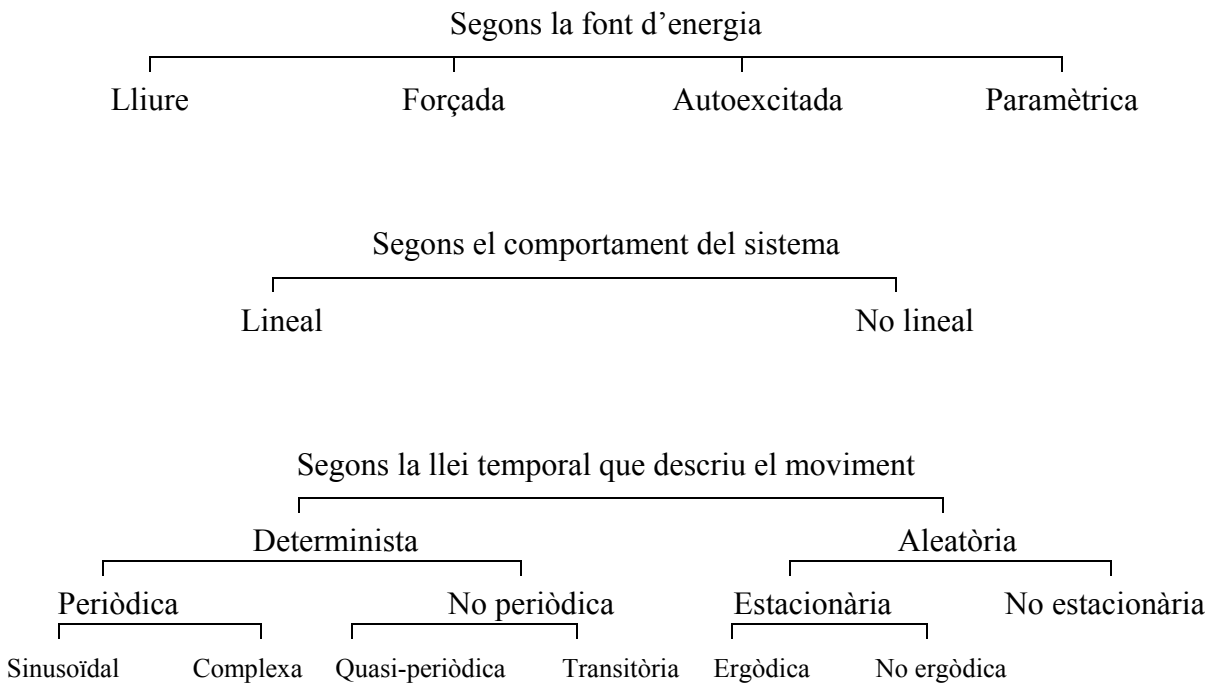 Segons la font d’energia
Lliure Forçada Autoexcitada Paramètrica
Segons el comportament del sistema
Lineal No lineal
Segons la llei temporal que descriu el moviment
Determinista Aleatòria
Periòdica No periòdica Estacionària No estacionària
Sinusoïdal Complexa Quasi-periòdica Transitòria Ergòdica No ergòdica